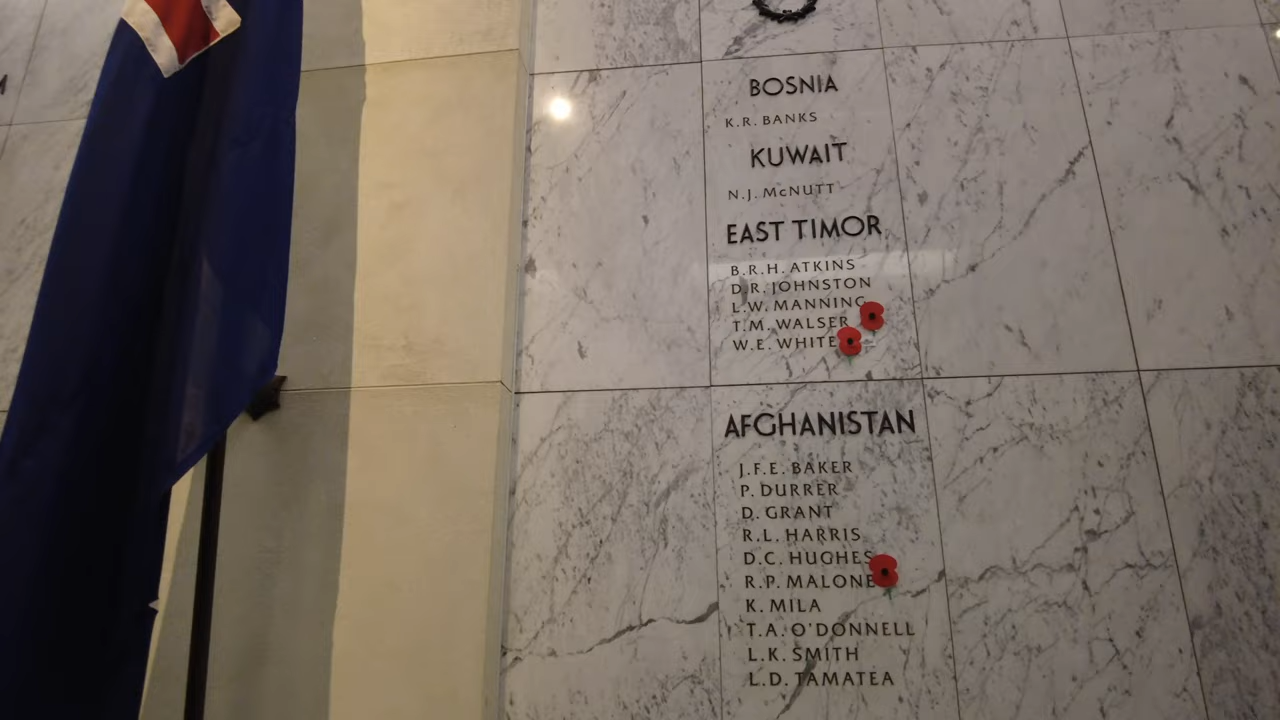 BOSNIA
K.R. BANKS
KUWAIT
N.J. McNUTT
EAST TIMOR
B.R.H. ATKINS
D.R. JOHNSTON
L.W. MANNING
T.M. WALSER
W.E. WHITE
AFGHANISTAN
J.F.E. BAKER
P. DURRER
D. GRANT
R.L. HARRIS
D.C. HUGHES
R.P. MALONE
K. MILA
T.A. O'DONNELL
L.K. SMITH
L.D. TAMATEA